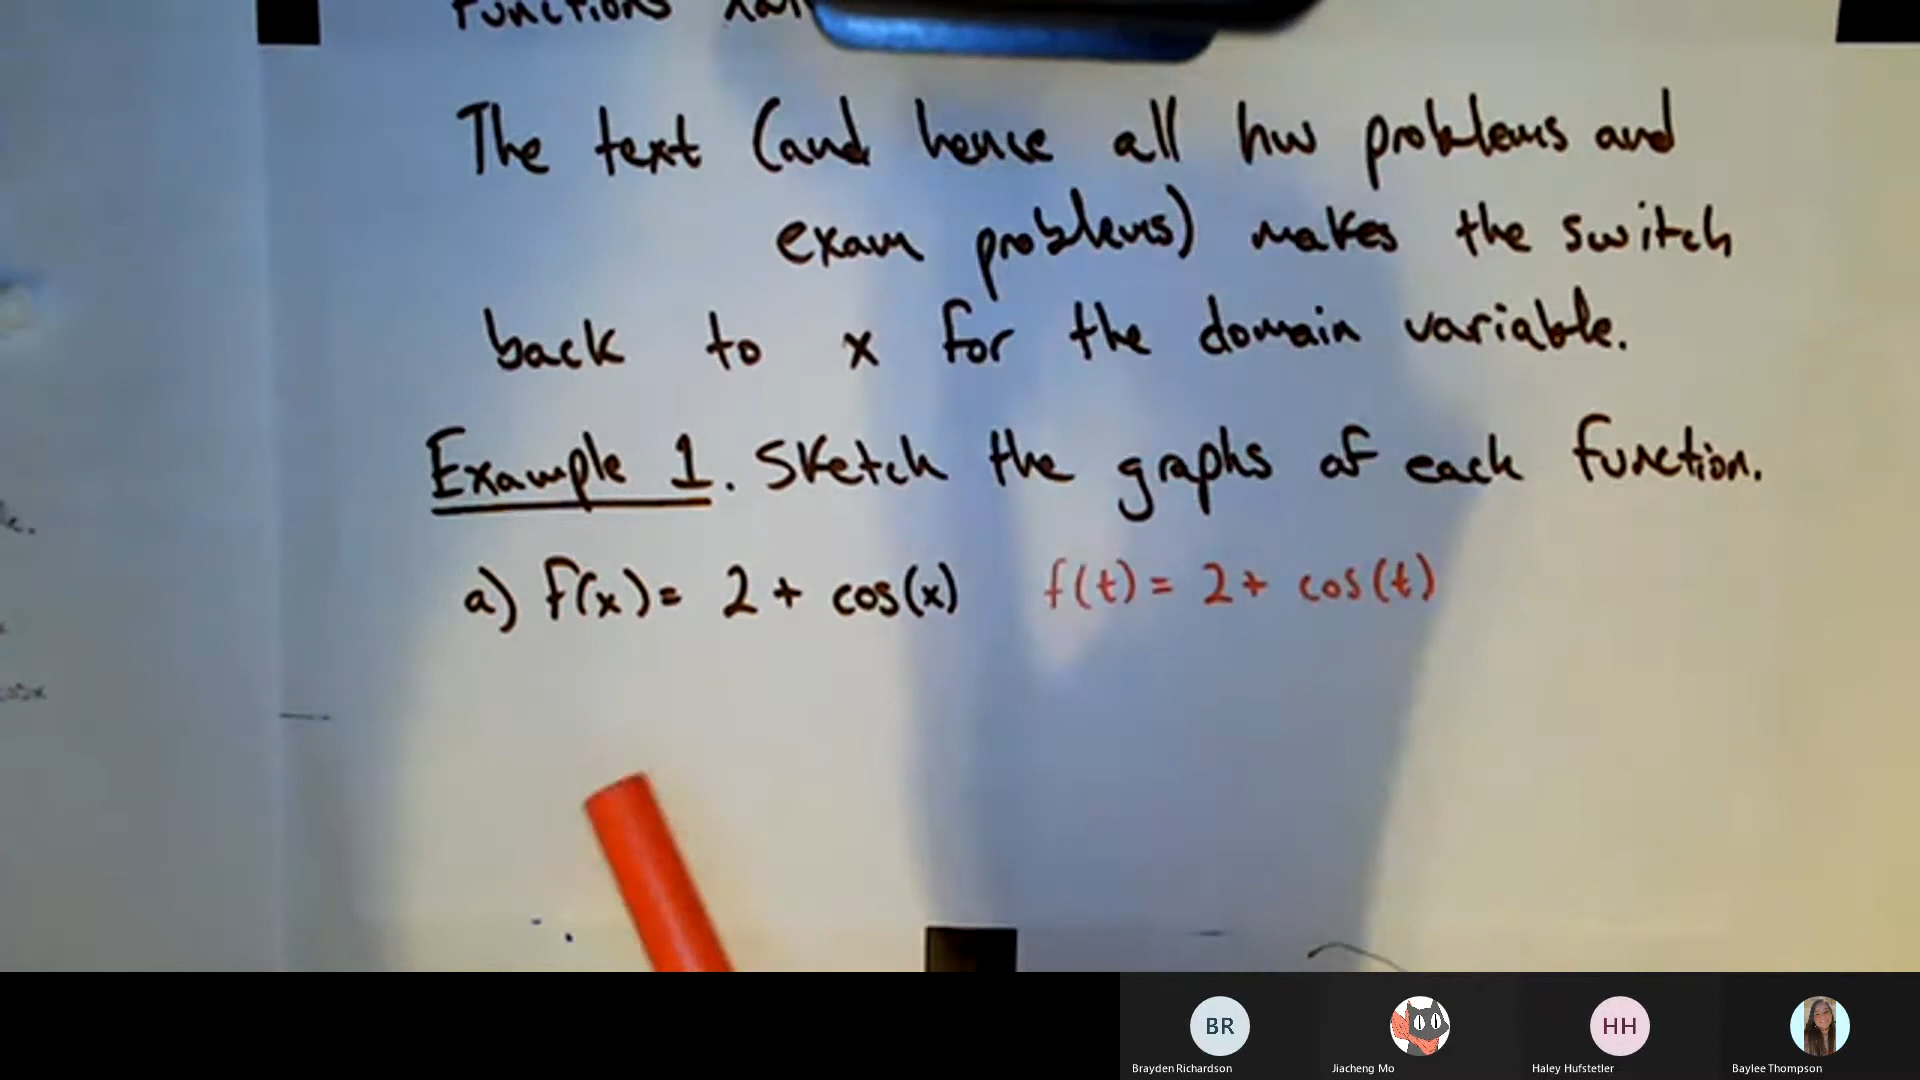 functions
The text (and hence all hw problems and
exam problems) makes the switch
back to x for the domain variable.
Example 1. Sketch the graphs of each function.
a) f(x) = 2 + cos(x) f(t) = 2 + cos(t)
BR
HH
Brayden Richardson
Jiacheng Mo
Haley Hufstetler
Baylee Thompson